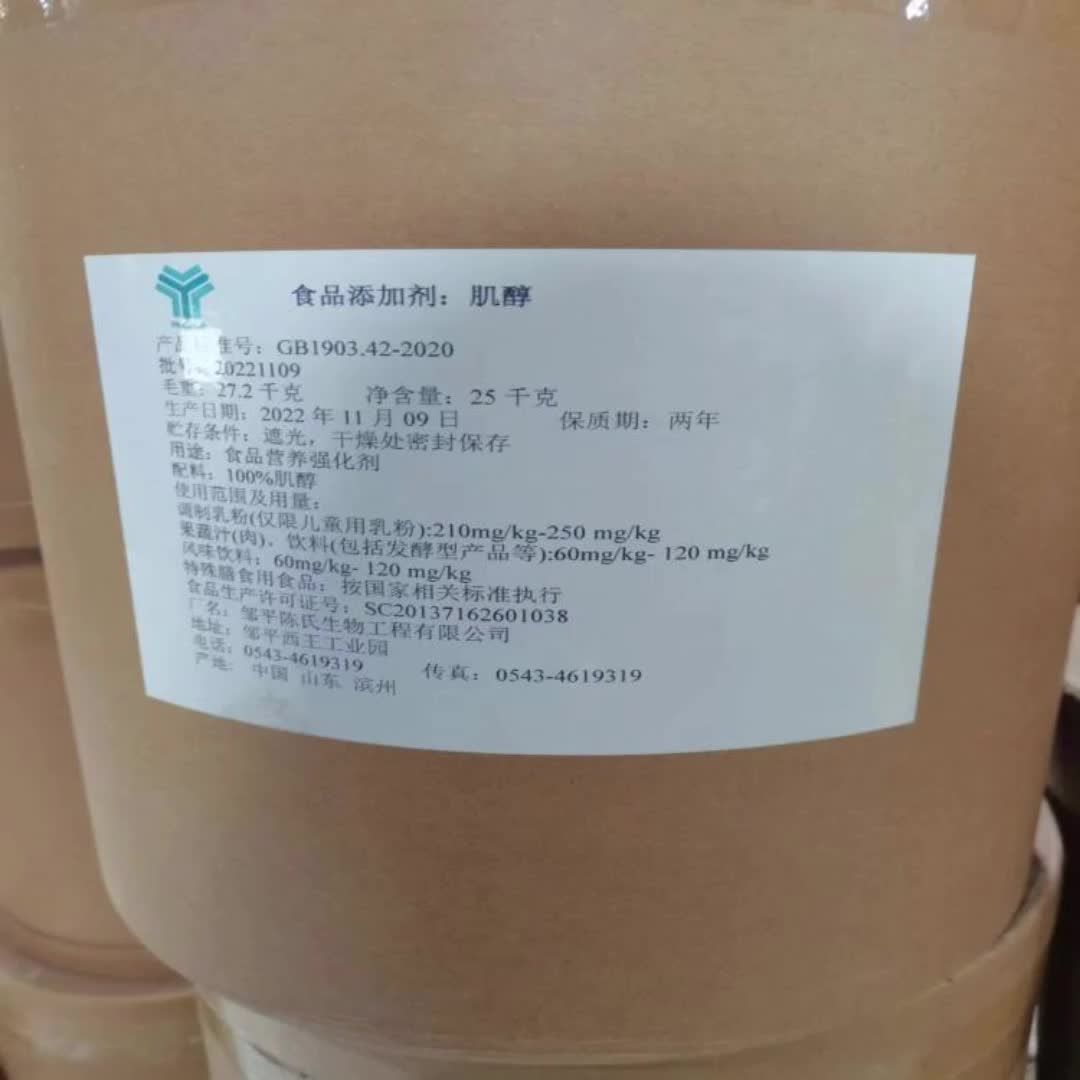 食品添加剂：肌醇
产品标准号：GB1903.42-2020
批号：20221109
毛重：27.2 千克 净含量：25 千克
生产日期：2022 年 11 月 09 日 保质期：两年
贮存条件：遮光，干燥处密封保存
用途：食品营养强化剂
配料：100%肌醇
使用范围及用量：
调制乳粉(仅限儿童用乳粉):210mg/kg-250 mg/kg
果蔬汁(肉)、饮料(包括发酵型产品等):60mg/kg- 120 mg/kg
风味饮料：60mg/kg- 120 mg/kg
特殊膳食用食品：按国家相关标准执行
食品生产许可证号：SC20137162601038
厂名：邹平陈氏生物工程有限公司
地址：邹平西王工业园
电话：0543-4619319 传真：0543-4619319
产地：中国 山东 滨州